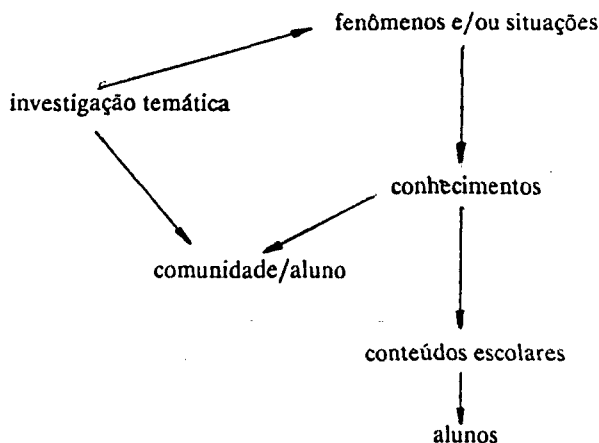 fenômenos e/ou situações
investigação temática
conhecimentos
comunidade/aluno
conteúdos escolares
alunos